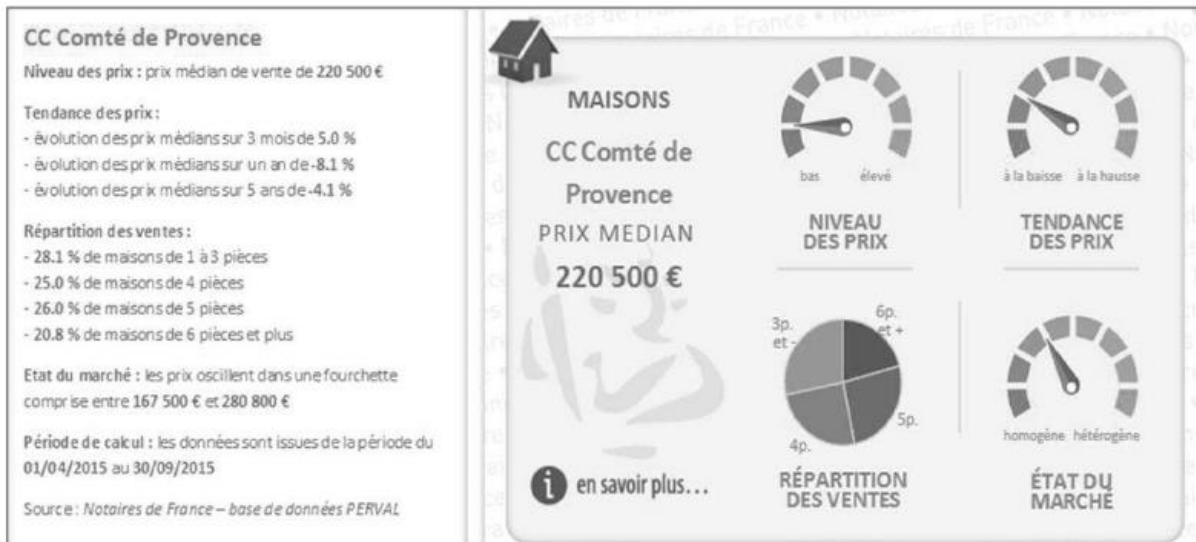 CC Comté de Provence
Niveau des prix : prix médian de vente de 220 500 €
Tendance des prix :
- évolution des prix médians sur 3 mois de 5.0 %
- évolution des prix médians sur un an de -8.1 %
- évolution des prix médians sur 5 ans de -4.1 %
Répartition des ventes :
- 28.1 % de maisons de 1 à 3 pièces
- 25.0 % de maisons de 4 pièces
- 26.0 % de maisons de 5 pièces
- 20.8 % de maisons de 6 pièces et plus
Etat du marché : les prix oscillent dans une fourchette
comprise entre 167 500 € et 280 800 €
Période de calcul : les données sont issues de la période du
01/04/2015 au 30/09/2015
Source : Notaires de France – base de données PERVAL
MAISONS
CC Comté de
Provence
PRIX MEDIAN
220 500 €
en savoir plus...
bas élevé
NIVEAU
DES PRIX
à la baisse à la hausse
TENDANCE
DES PRIX
3p.
et -
6p.
et +
4p.
5p.
RÉPARTITION
DES VENTES
homogène hétérogène
ÉTAT DU
MARCHÉ